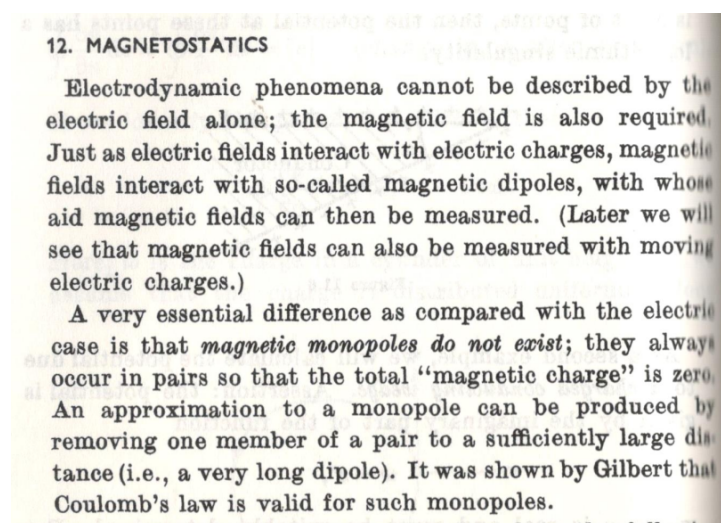 12. MAGNETOSTATICS
Electrodynamic phenomena cannot be described by the
electric field alone; the magnetic field is also required.
Just as electric fields interact with electric charges, magnetic
fields interact with so-called magnetic dipoles, with whose
aid magnetic fields can then be measured. (Later we will
see that magnetic fields can also be measured with moving
electric charges.)
A very essential difference as compared with the electric
case is that magnetic monopoles do not exist; they always
occur in pairs so that the total “magnetic charge” is zero.
An approximation to a monopole can be produced by
removing one member of a pair to a sufficiently large dis-
tance (i.e., a very long dipole). It was shown by Gilbert that
Coulomb's law is valid for such monopoles.